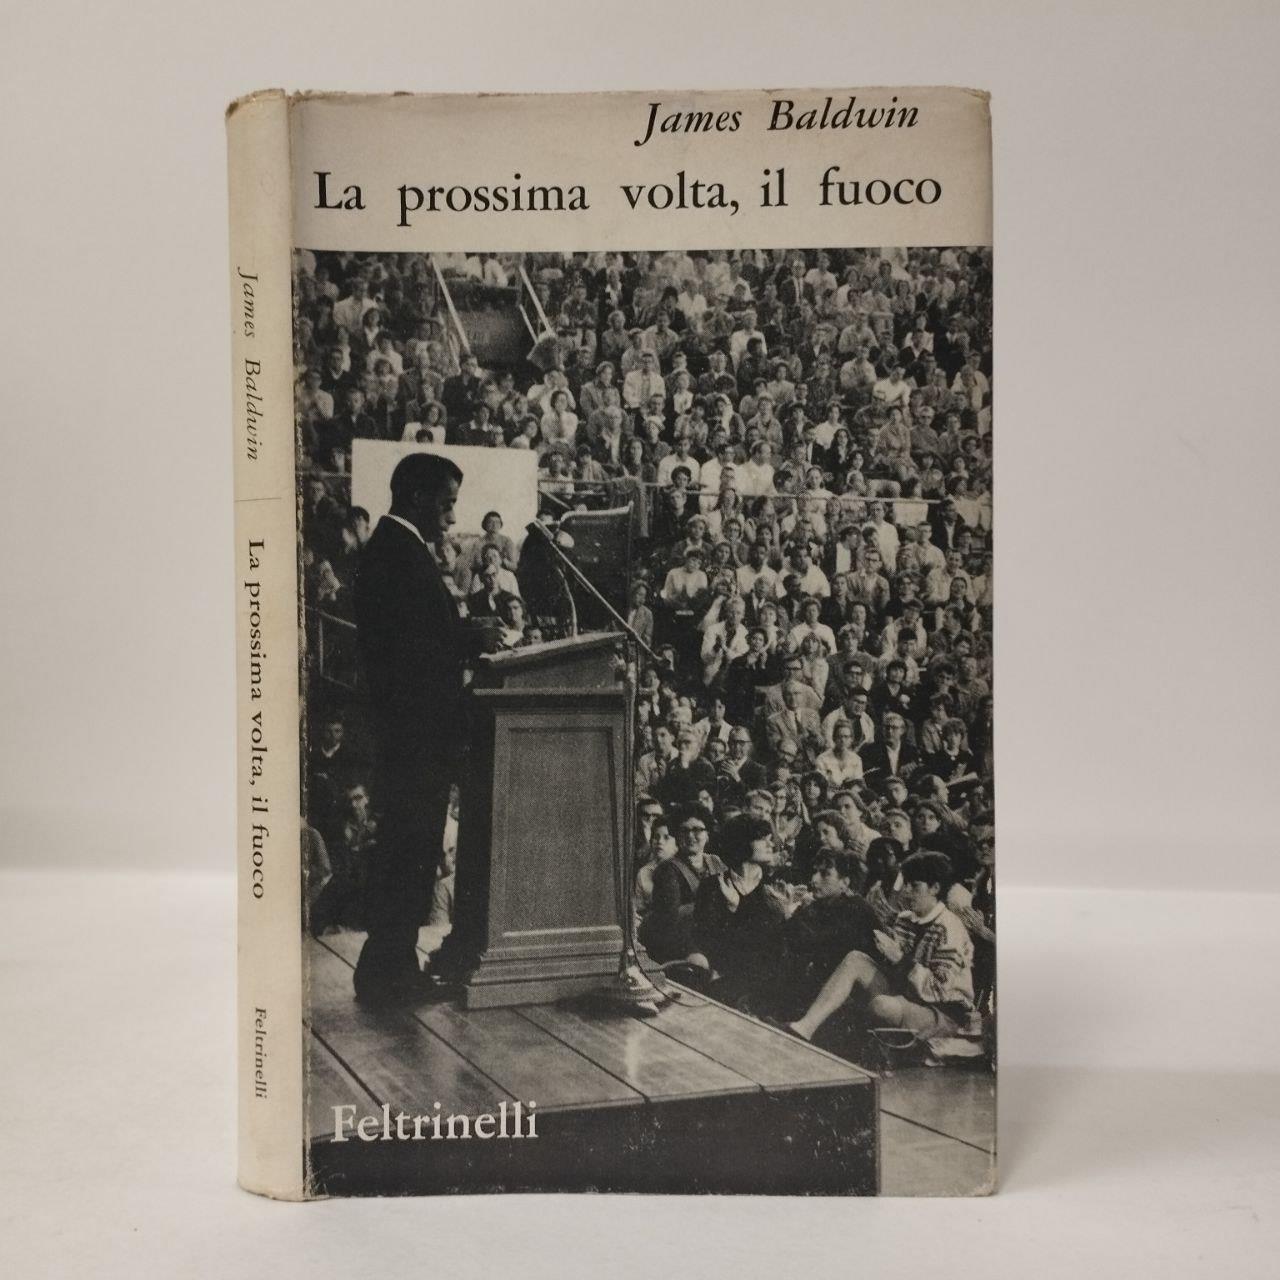 James Baldwin
La prossima volta, il fuoco
Feltrinelli
James Baldwin
La prossima volta, il fuoco
Feltrinelli